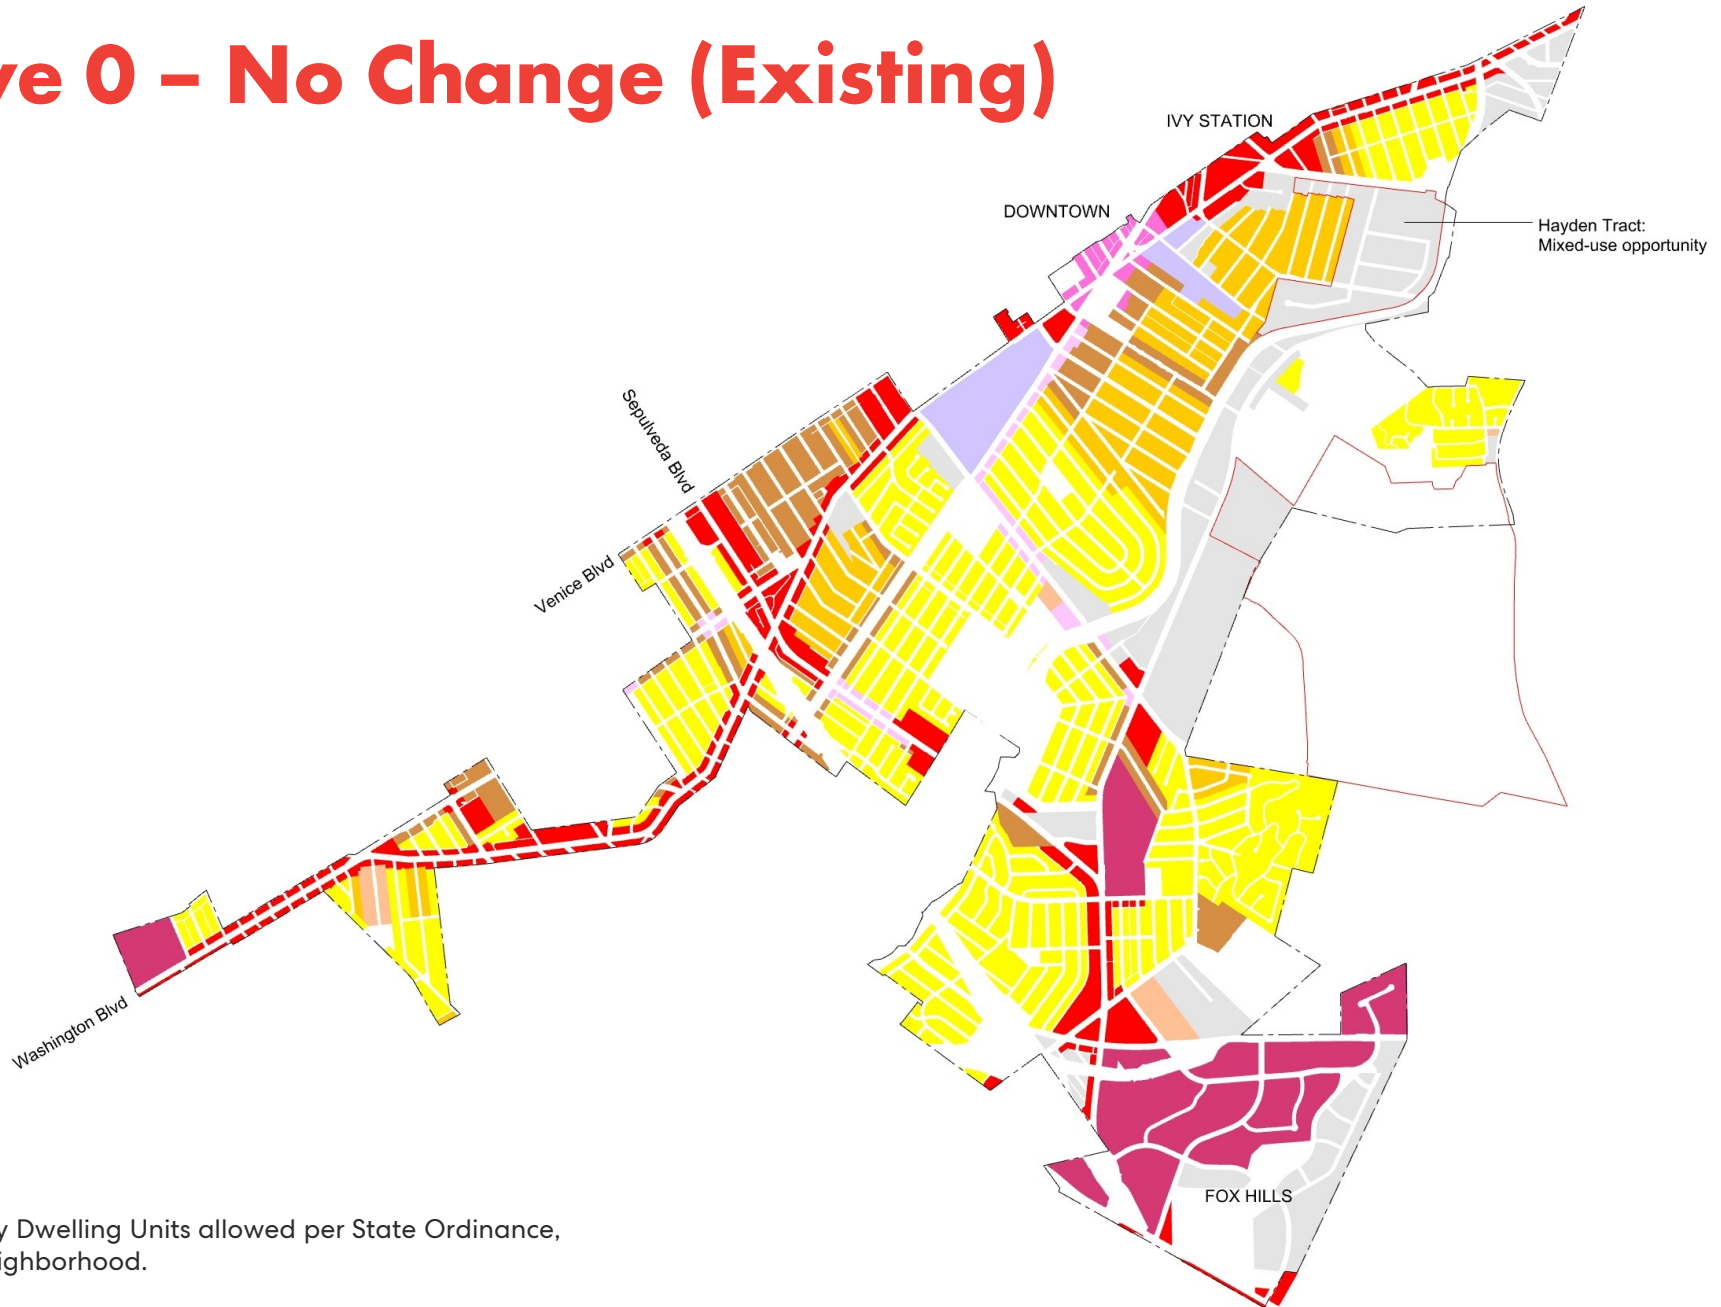 ve 0 – No Change (Existing)
IVY STATION
DOWNTOWN
Hayden Tract:
Mixed-use opportunity
Sepulveda Blvd
Venice Blvd
Washington Blvd
FOX HILLS
y Dwelling Units allowed per State Ordinance,
ighborhood.